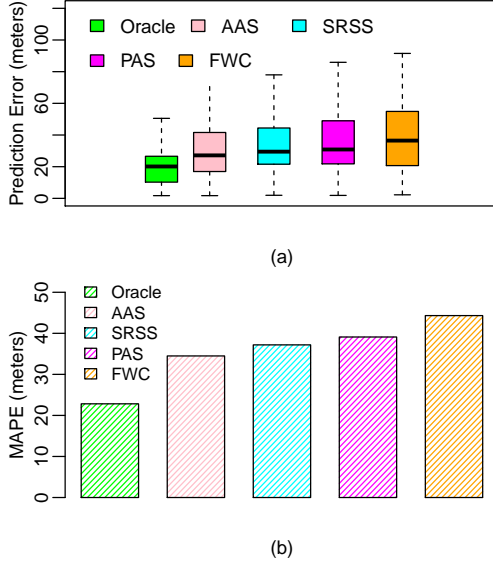 Prediction Error (meters)
0
20
60
120
Oracle
AAS
SRSS
PAS
FWC
(a)
MAPE (meters)
0
10
20
30
40
50
Oracle
AAS
SRSS
PAS
FWC
(b)